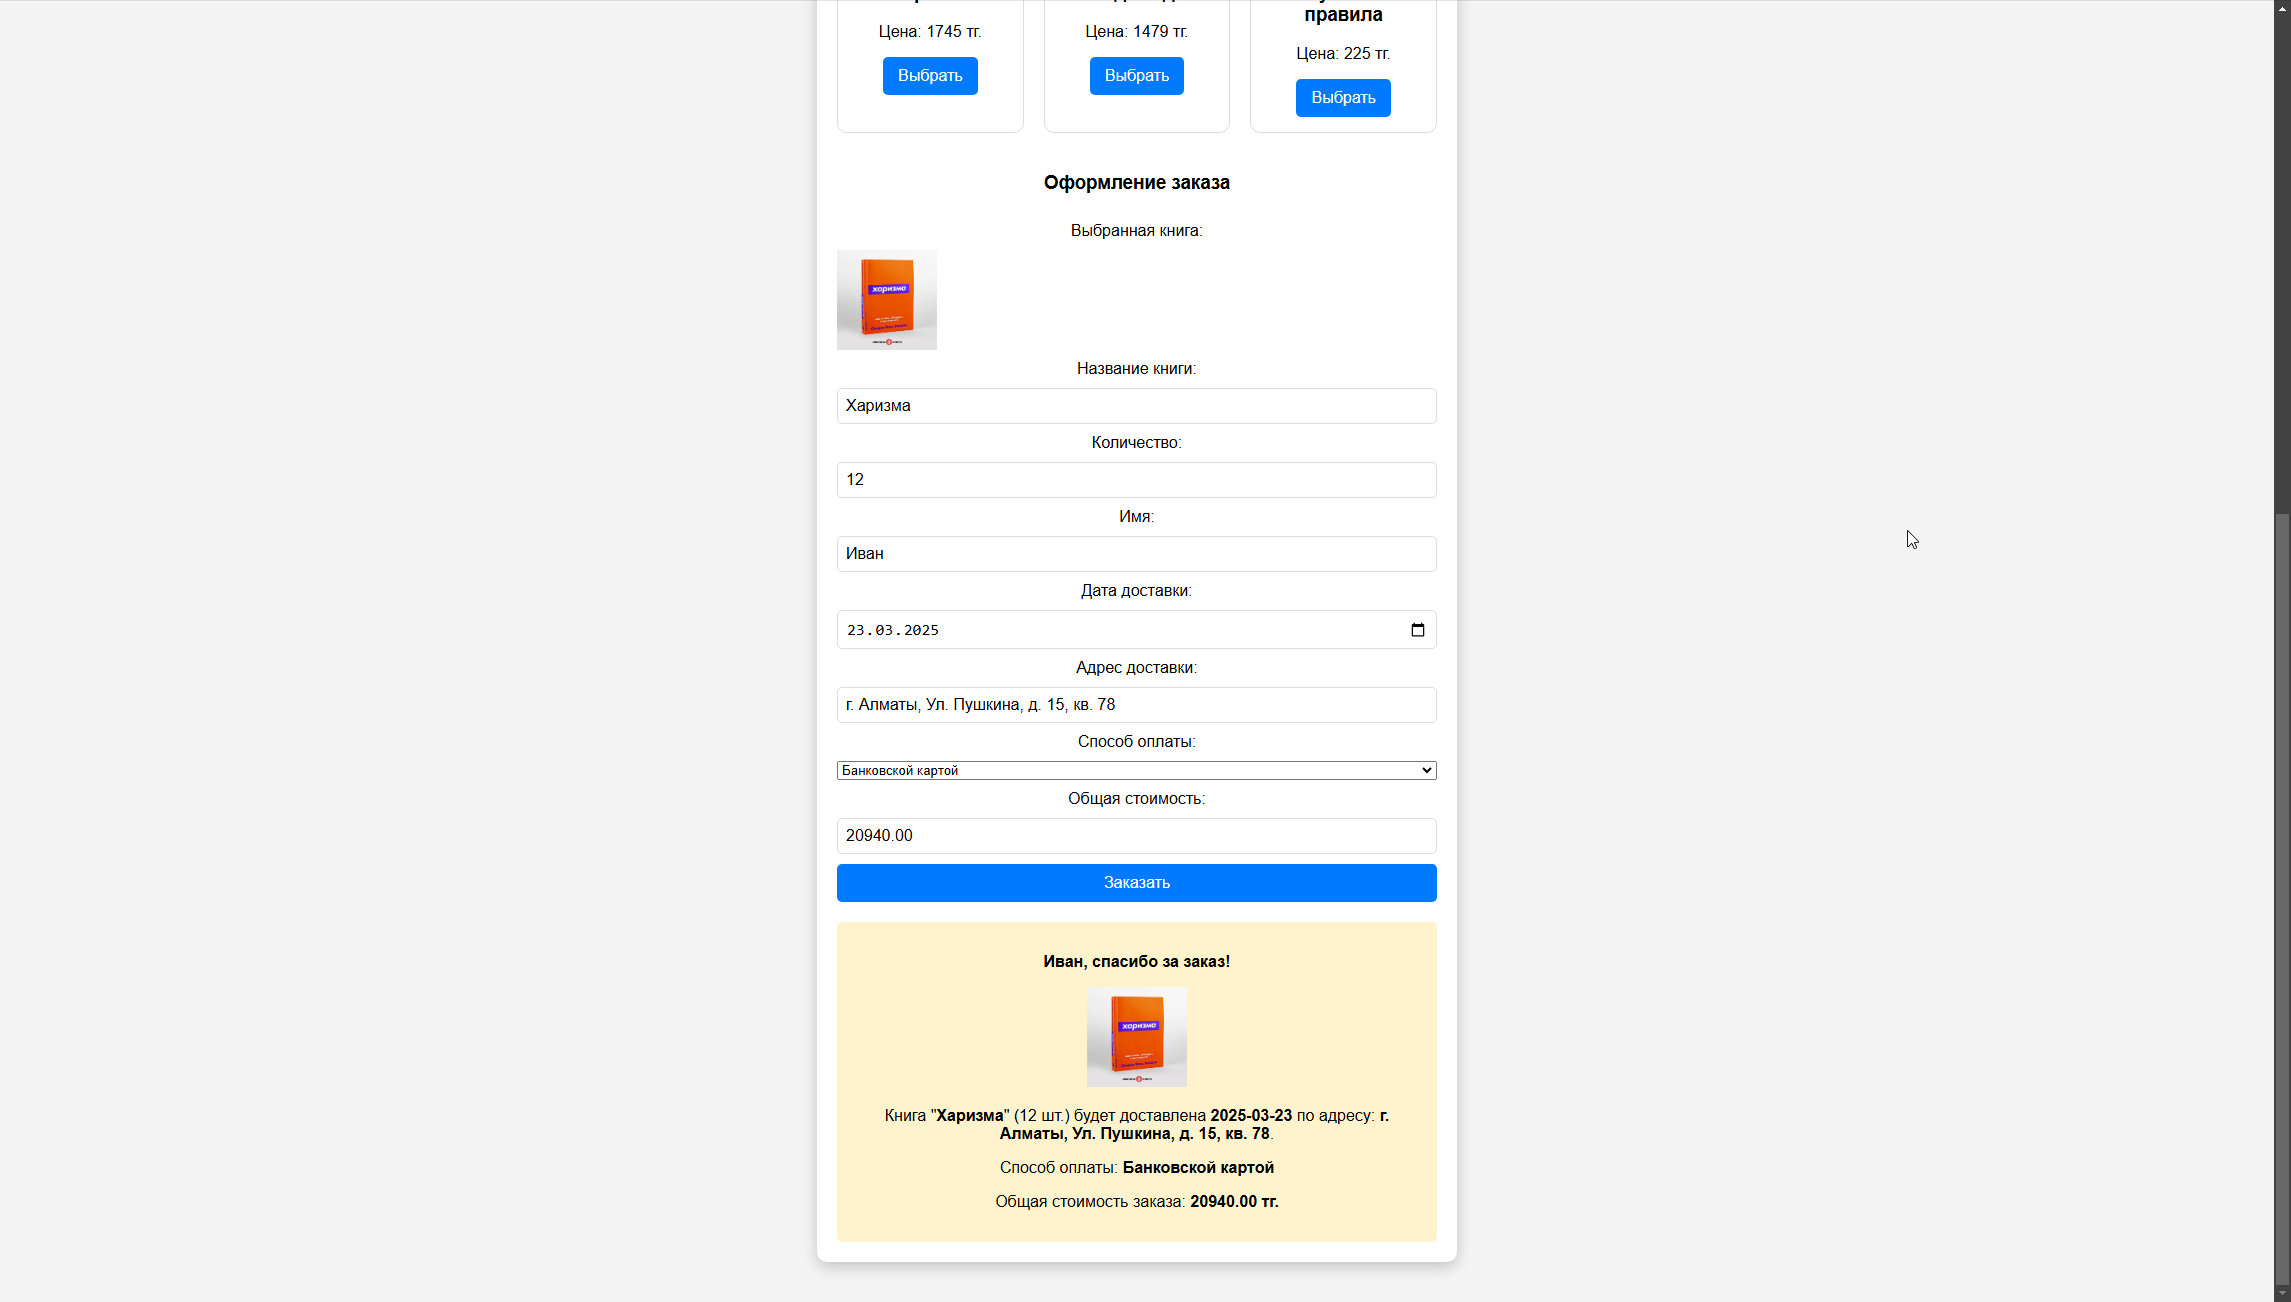 правила
Цена: 1745 тг.
Цена: 1479 тг.
Цена: 225 тг.
Выбрать
Выбрать
Выбрать
Оформление заказа
Выбранная книга:
харизма
Название книги:
Харизма
Количество:
12
Имя:
Иван
Дата доставки:
23.03.2025
Адрес доставки:
г. Алматы, Ул. Пушкина, д. 15, кв. 78
Способ оплаты:
Банковской картой
Общая стоимость:
20940.00
Заказать
Иван, спасибо за заказ!
харизма
Книга "Харизма" (12 шт.) будет доставлена 2025-03-23 по адресу: г.
Алматы, Ул. Пушкина, д. 15, кв. 78.
Способ оплаты: Банковской картой
Общая стоимость заказа: 20940.00 тг.